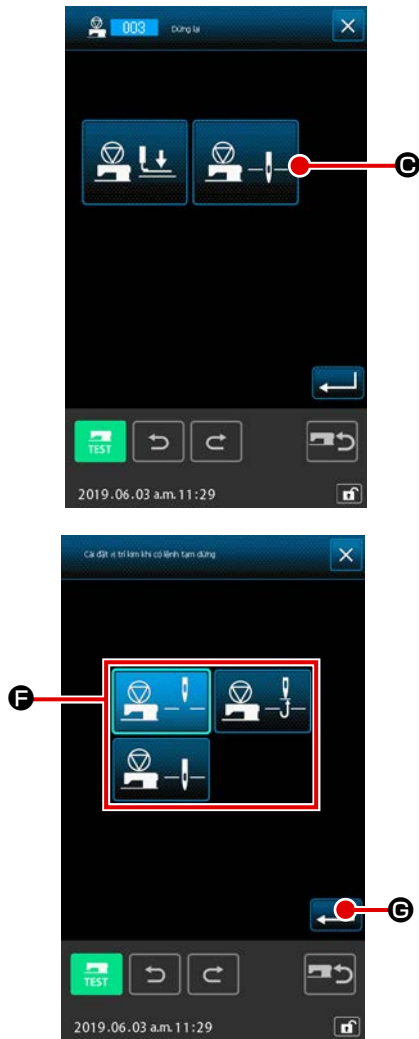 003 Dừng lại
C
TEST
2019.06.03 a.m. 11:29
Cài đặt vị trí kim khi có lệnh tạm dừng
F
G
TEST
2019.06.03 a.m. 11:29